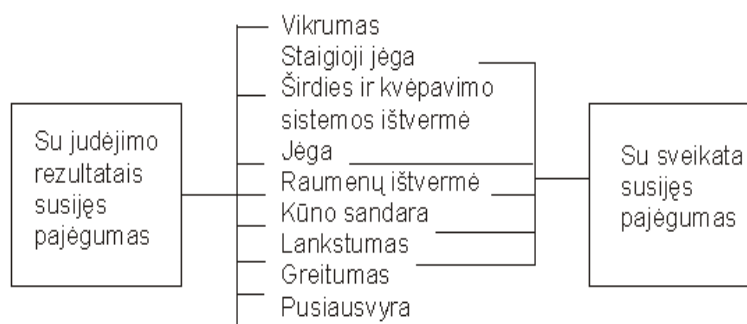 Su judėjimo
rezultatais
susijęs
pajėgumas
Vikrumas
Staigioji jėga
Širdies ir kvėpavimo
sistemos ištvermė
Jėga
Raumenų ištvermė
Kūno sandara
Lankstumas
Greitumas
Pusiausvyra
Su sveikata
susijęs
pajėgumas